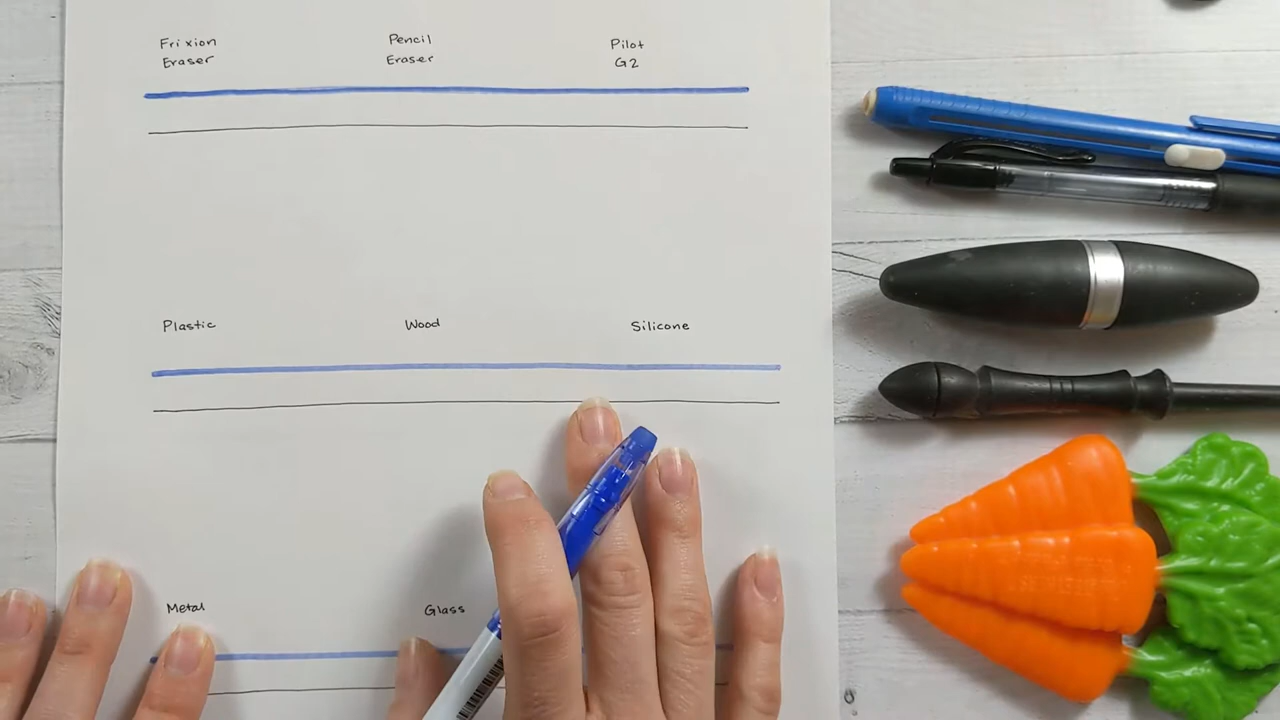 Frixion Eraser
Pencil Eraser
Pilot G2
Plastic
Wood
Silicone
Metal
Glass